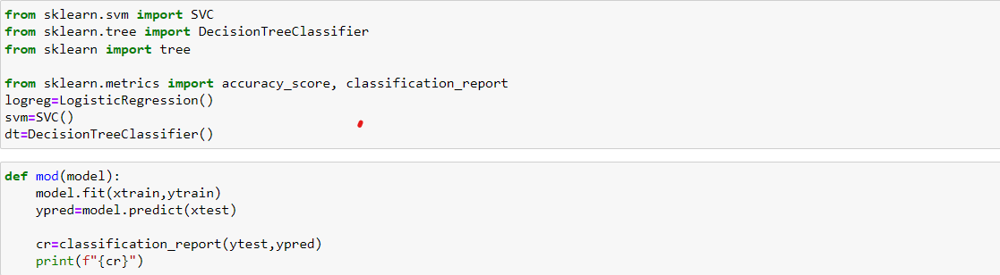 from sklearn.svm import SVC
from sklearn.tree import DecisionTreeClassifier
from sklearn import tree
from sklearn.metrics import accuracy_score, classification_report
logreg=LogisticRegression()
svm=SVC()
dt=DecisionTreeClassifier()
def mod(model):
    model.fit(xtrain,ytrain)
    ypred=model.predict(xtest)
    cr=classification_report(ytest,ypred)
    print(f"{cr}")